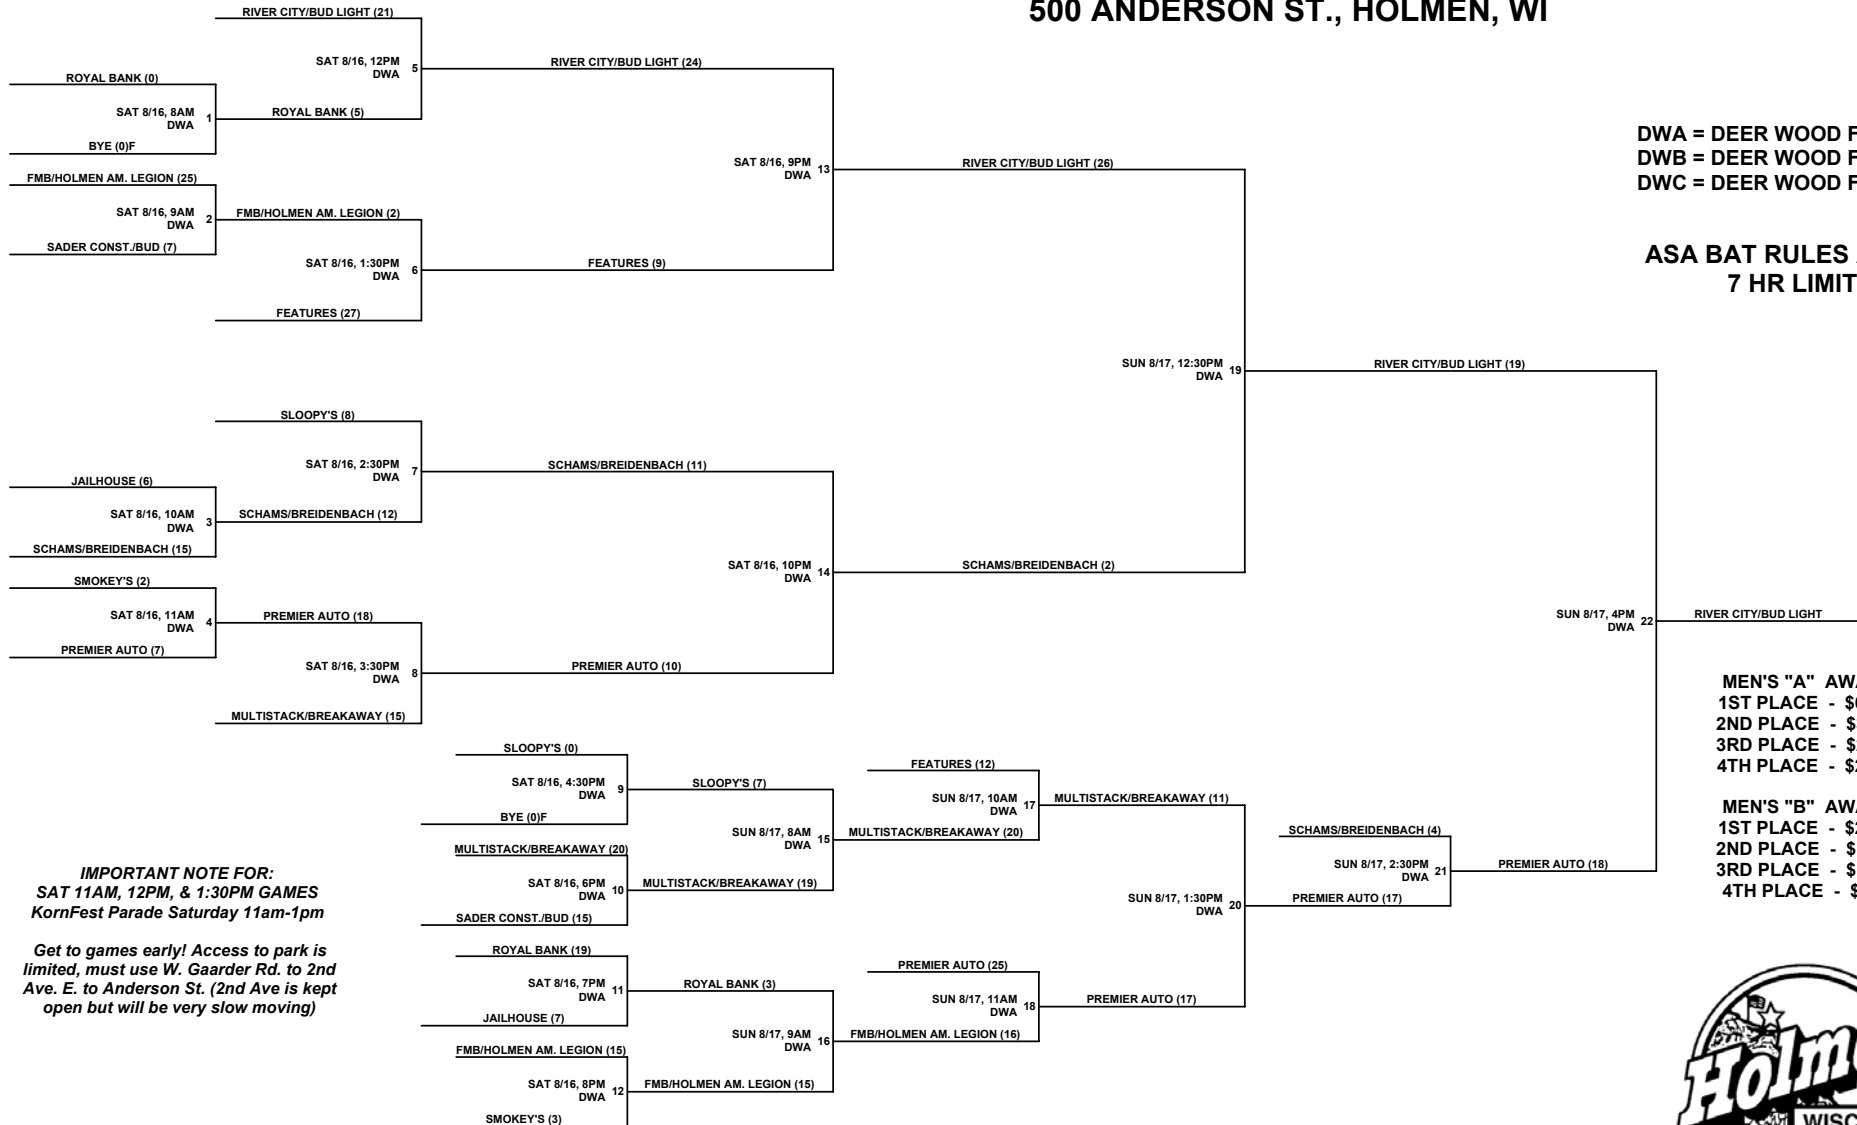 500 ANDERSON ST., HOLMEN, WI
RIVER CITY/BUD LIGHT (21)
SAT 8/16, 12PM
DWA 5
RIVER CITY/BUD LIGHT (24)
ROYAL BANK (0)
SAT 8/16, 8AM
DWA 1
ROYAL BANK (5)
BYE (0)F
FMB/HOLMEN AM. LEGION (25)
SAT 8/16, 9AM
DWA 2
FMB/HOLMEN AM. LEGION (2)
SADER CONST./BUD (7)
SAT 8/16, 1:30PM
DWA 6
FEATURES (9)
FEATURES (27)
SAT 8/16, 9PM
DWA 13
RIVER CITY/BUD LIGHT (26)
DWA = DEER WOOD
DWB = DEER WOOD
DWC = DEER WOOD
ASA BAT RULES
7 HR LIMIT
SUN 8/17, 12:30PM
DWA 19
RIVER CITY/BUD LIGHT (19)
SLOOPY'S (8)
SAT 8/16, 2:30PM
DWA 7
SCHAMS/BREIDENBACH (11)
JAILHOUSE (6)
SAT 8/16, 10AM
DWA 3
SCHAMS/BREIDENBACH (12)
SCHAMS/BREIDENBACH (15)
SMOKEY'S (2)
SAT 8/16, 11AM
DWA 4
PREMIER AUTO (18)
PREMIER AUTO (7)
SAT 8/16, 3:30PM
DWA 8
PREMIER AUTO (10)
MULTISTACK/BREAKAWAY (15)
SAT 8/16, 10PM
DWA 14
SCHAMS/BREIDENBACH (2)
SUN 8/17, 4PM
DWA 22
RIVER CITY/BUD LIGHT
MEN'S "A"
1ST PLACE - $
2ND PLACE - $
3RD PLACE - $
4TH PLACE - $
MEN'S "B"
1ST PLACE - $
2ND PLACE - $
3RD PLACE - $
4TH PLACE - $
SLOOPY'S (0)
SAT 8/16, 4:30PM
DWA 9
SLOOPY'S (7)
BYE (0)F
MULTISTACK/BREAKAWAY (20)
SAT 8/16, 6PM
DWA 10
MULTISTACK/BREAKAWAY (19)
SADER CONST./BUD (15)
SUN 8/17, 8AM
DWA 15
MULTISTACK/BREAKAWAY (20)
FEATURES (12)
SUN 8/17, 10AM
DWA 17
MULTISTACK/BREAKAWAY (11)
ROYAL BANK (19)
SAT 8/16, 7PM
DWA 11
ROYAL BANK (3)
JAILHOUSE (7)
FMB/HOLMEN AM. LEGION (15)
SAT 8/16, 8PM
DWA 12
FMB/HOLMEN AM. LEGION (15)
SMOKEY'S (3)
SUN 8/17, 9AM
DWA 16
FMB/HOLMEN AM. LEGION (16)
PREMIER AUTO (25)
SUN 8/17, 11AM
DWA 18
PREMIER AUTO (17)
SUN 8/17, 1:30PM
DWA 20
PREMIER AUTO (17)
SCHAMS/BREIDENBACH (4)
SUN 8/17, 2:30PM
DWA 21
PREMIER AUTO (18)
IMPORTANT NOTE FOR:
SAT 11AM, 12PM, & 1:30PM GAMES
KornFest Parade Saturday 11am-1pm
Get to games early! Access to park is
limited, must use W. Gaarder Rd. to 2nd
Ave. E. to Anderson St. (2nd Ave is kept
open but will be very slow moving)